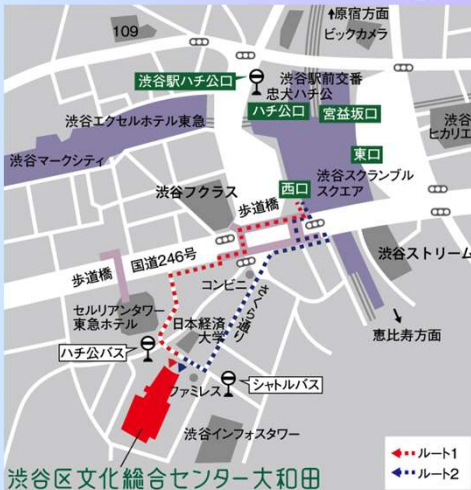 ↑原宿方面
109
ビックカメラ
渋谷駅ハチ公口
渋谷駅前交番
忠犬ハチ公
ハチ公口
宮益坂口
渋谷エクセルホテル東急
渋谷
ヒカリエ
東口
渋谷マークシティ
渋谷スクランブル
スクエア
渋谷フクラス
西口
歩道橋
国道246号
渋谷ストリーム
歩道橋
コンビニ
さくら通り
セルリアンタワー
東急ホテル
日本経済
大学
恵比寿方面
ハチ公バス
ファミレス
シャトルバス
渋谷インフォスタワー
ルート1
ルート2
渋谷区文化総合センター大和田